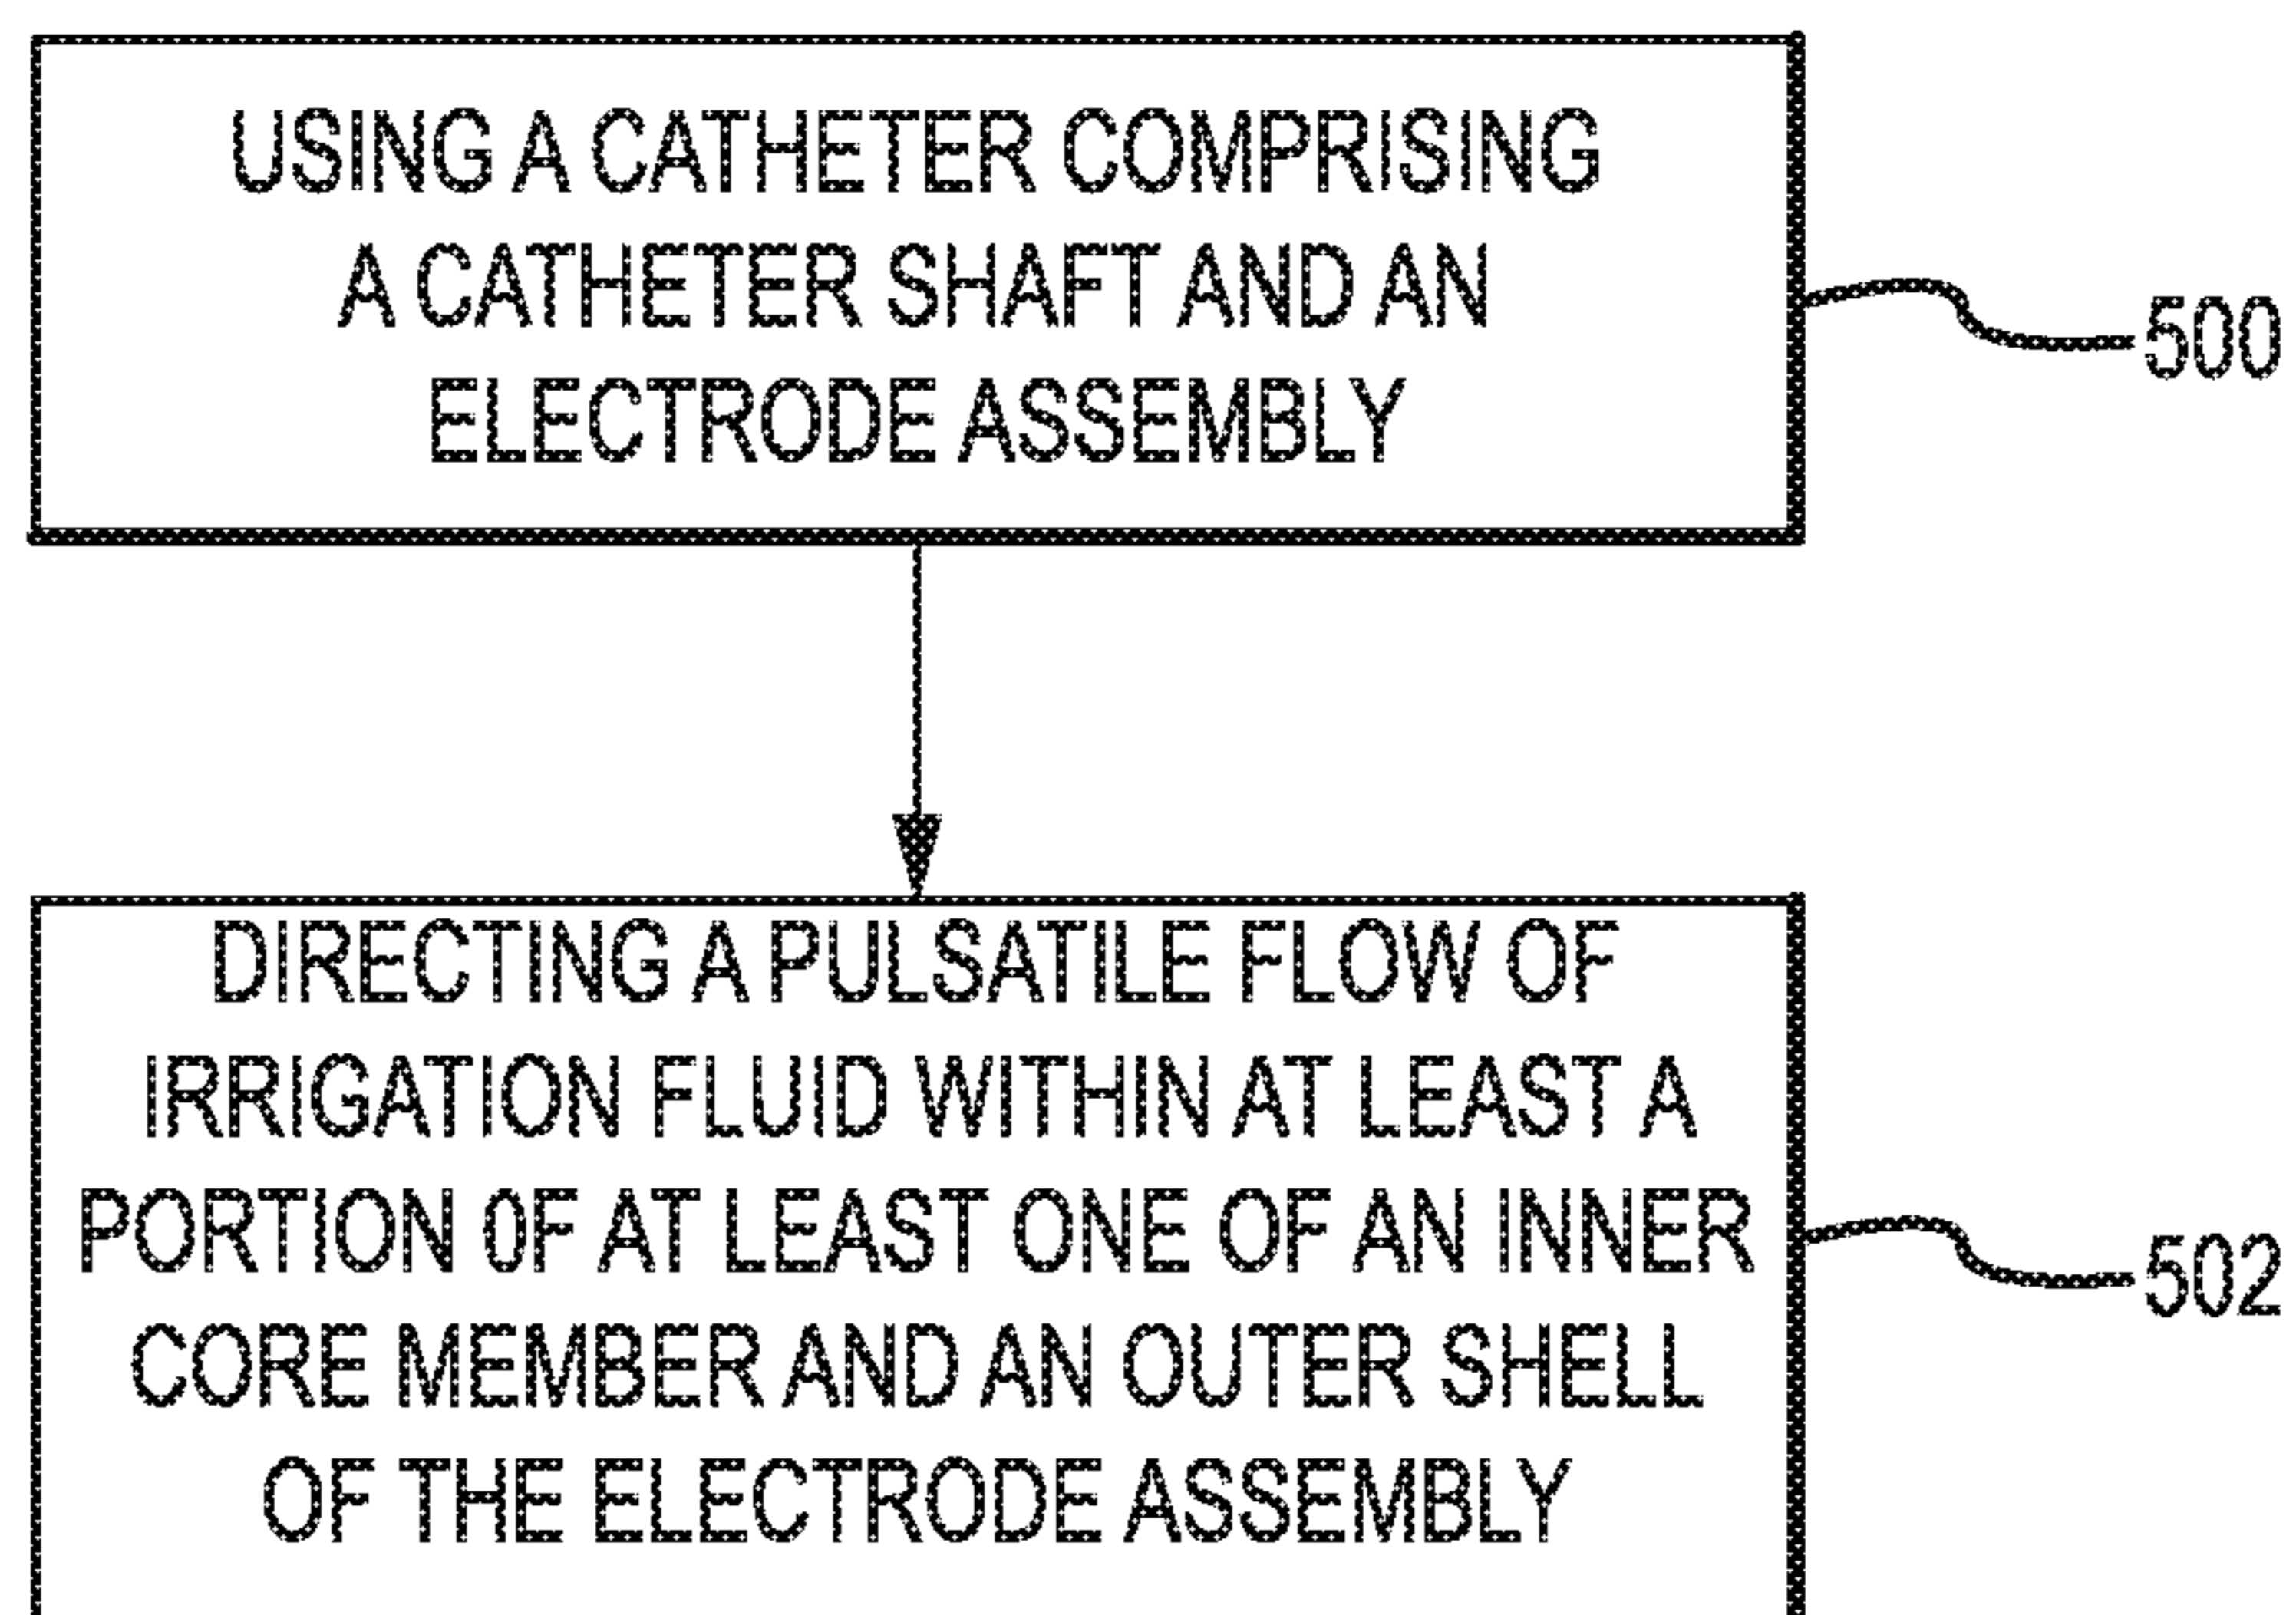 USING A CATHETER COMPRISING
A CATHETER SHAFT AND AN
ELECTRODE ASSEMBLY
500
DIRECTING A PULSATILE FLOW OF
IRRIGATION FLUID WITHIN AT LEAST A
PORTION 0F AT LEAST ONE OF AN INNER
CORE MEMBER AND AN OUTER SHELL
OF THE ELECTRODE ASSEMBLY
502